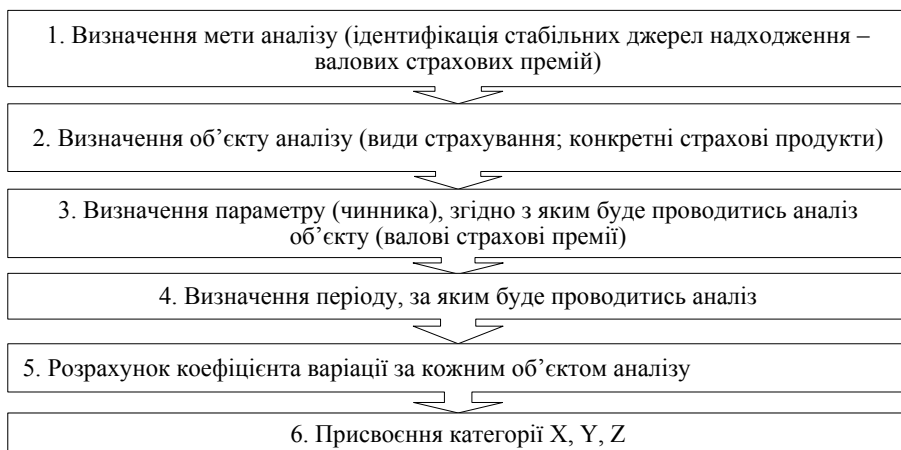 1. Визначення мети аналізу (ідентифікація стабільних джерел надходження –
валових страхових премій)
2. Визначення об’єкту аналізу (види страхування; конкретні страхові продукти)
3. Визначення параметру (чинника), згідно з яким буде проводитись аналіз
об’єкту (валові страхові премії)
4. Визначення періоду, за яким буде проводитись аналіз
5. Розрахунок коефіцієнта варіації за кожним об’єктом аналізу
6. Присвоєння категорії X, Y, Z